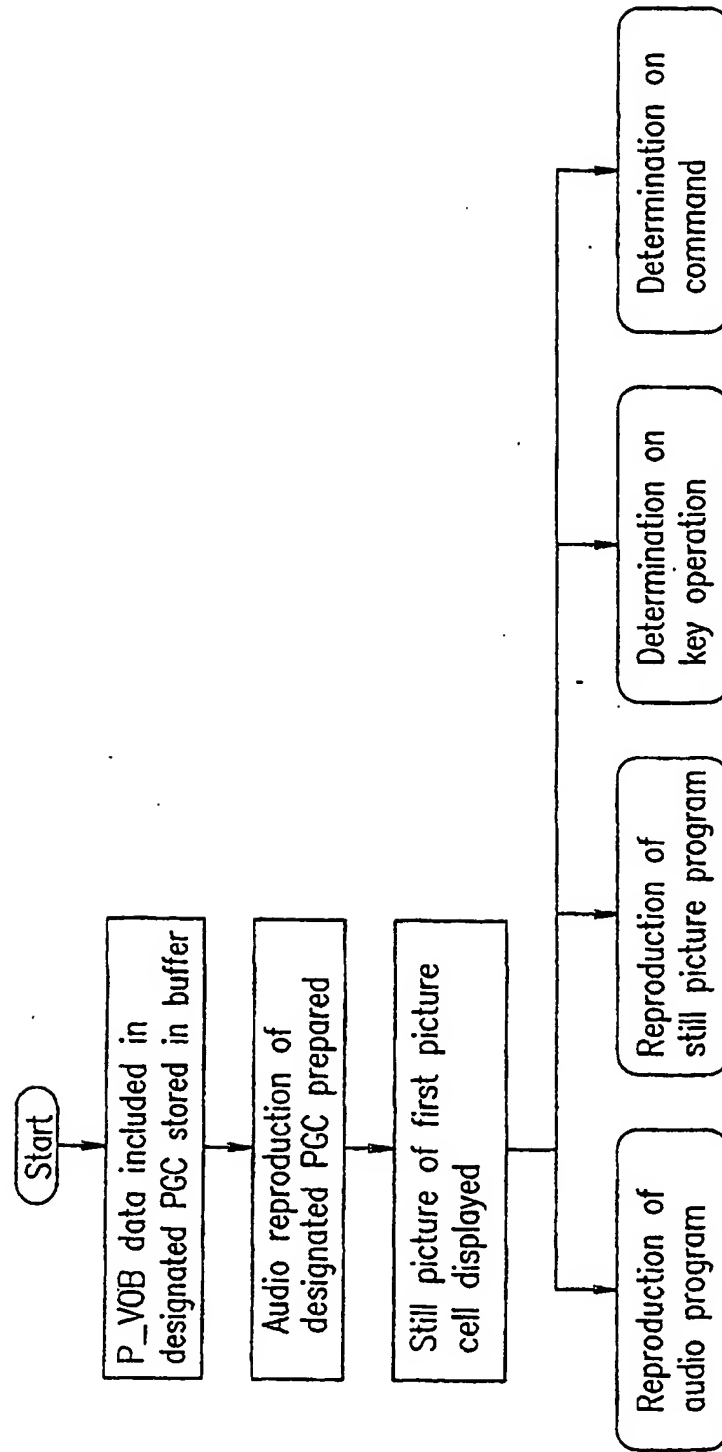 Start
P_VOB data included in
designated PGC stored in buffer
Audio reproduction of
designated PGC prepared
Still picture of first picture
cell displayed
Reproduction of
audio program
Reproduction of
still picture program
Determination on
key operation
Determination on
command